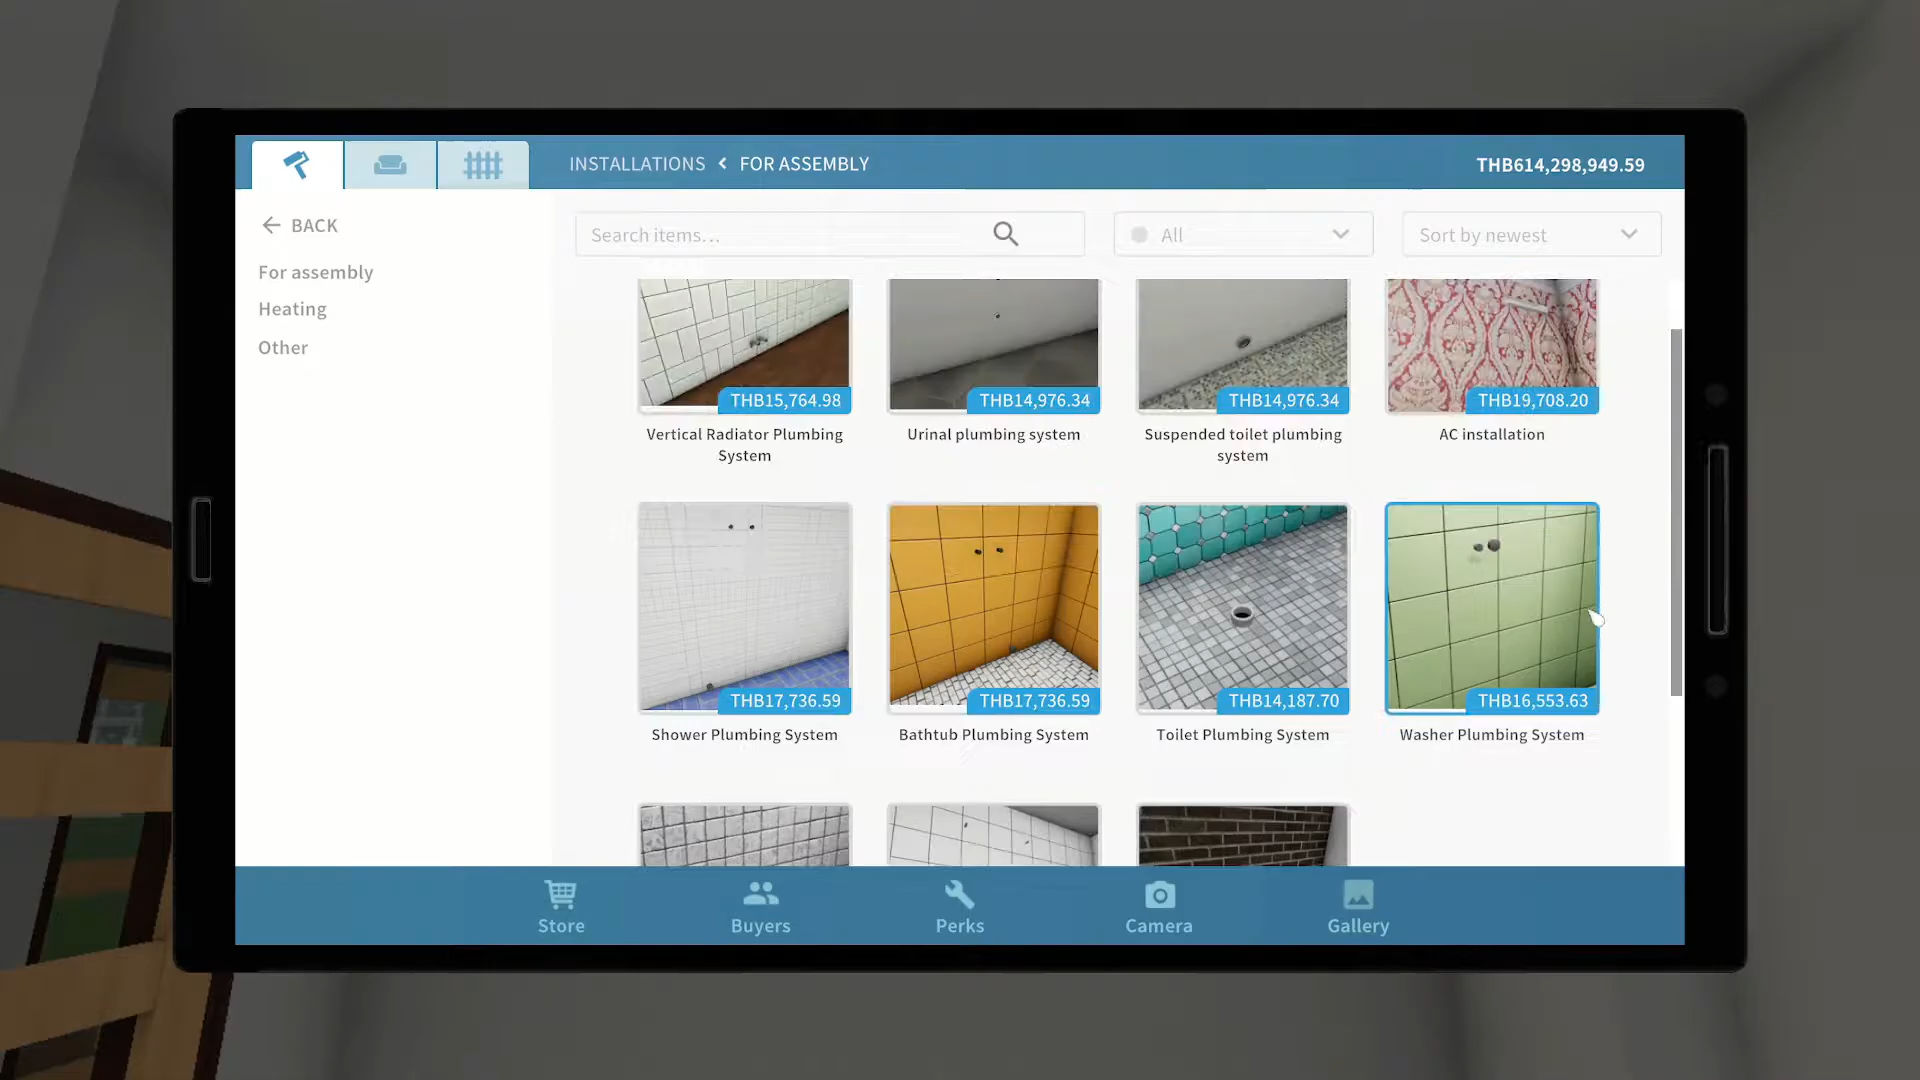 INSTALLATIONS < FOR ASSEMBLY
THB614,298,949.59
BACK
For assembly
Heating
Other
Search items...
All
Sort by newest
THB15,764.98
THB14,976.34
THB14,976.34
THB19,708.20
Vertical Radiator Plumbing
System
Urinal plumbing system
Suspended toilet plumbing
system
AC installation
THB17,736.59
THB17,736.59
THB14,187.70
THB16,553.63
Shower Plumbing System
Bathtub Plumbing System
Toilet Plumbing System
Washer Plumbing System
Store
Buyers
Perks
Camera
Gallery